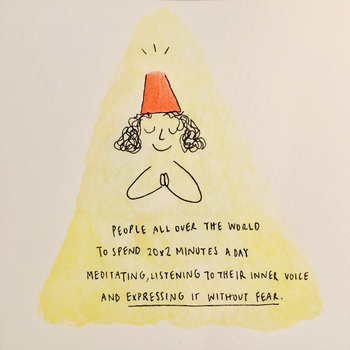 PEOPLE ALL OVER THE WORLD
TO SPEND 20x2 MINUTES A DAY
MEDITATING, LISTENING TO THEIR INNER VOICE
AND EXPRESSING IT WITHOUT FEAR.